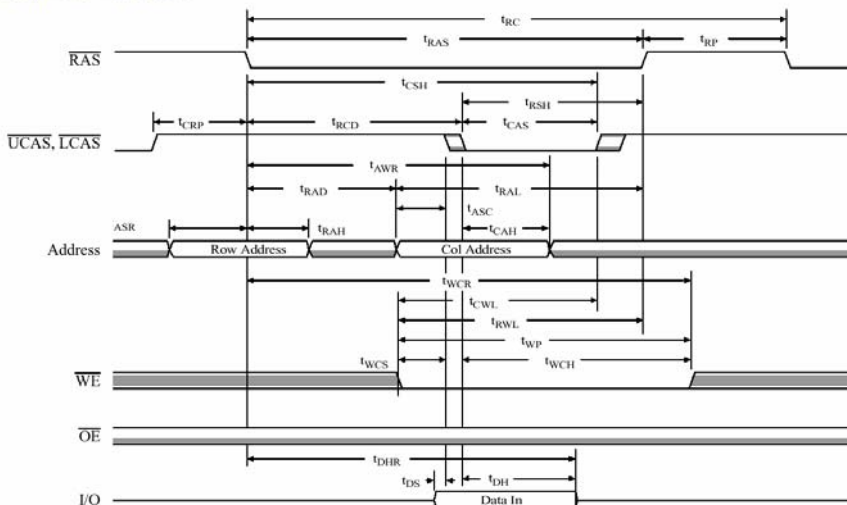 tRC
tRAS
tRP
RAS
tCSH
tRSH
tCRP
tRCD
tCAS
UCAS, LCAS
tAWR
tRAD
tRAL
tASC
ASR
tRAH
tCAH
Address
Row Address
Col Address
tWCR
tCWL
tRWL
tWP
tWCS
tWCH
WE
OE
tDHR
tDS
tDH
I/O
Data In